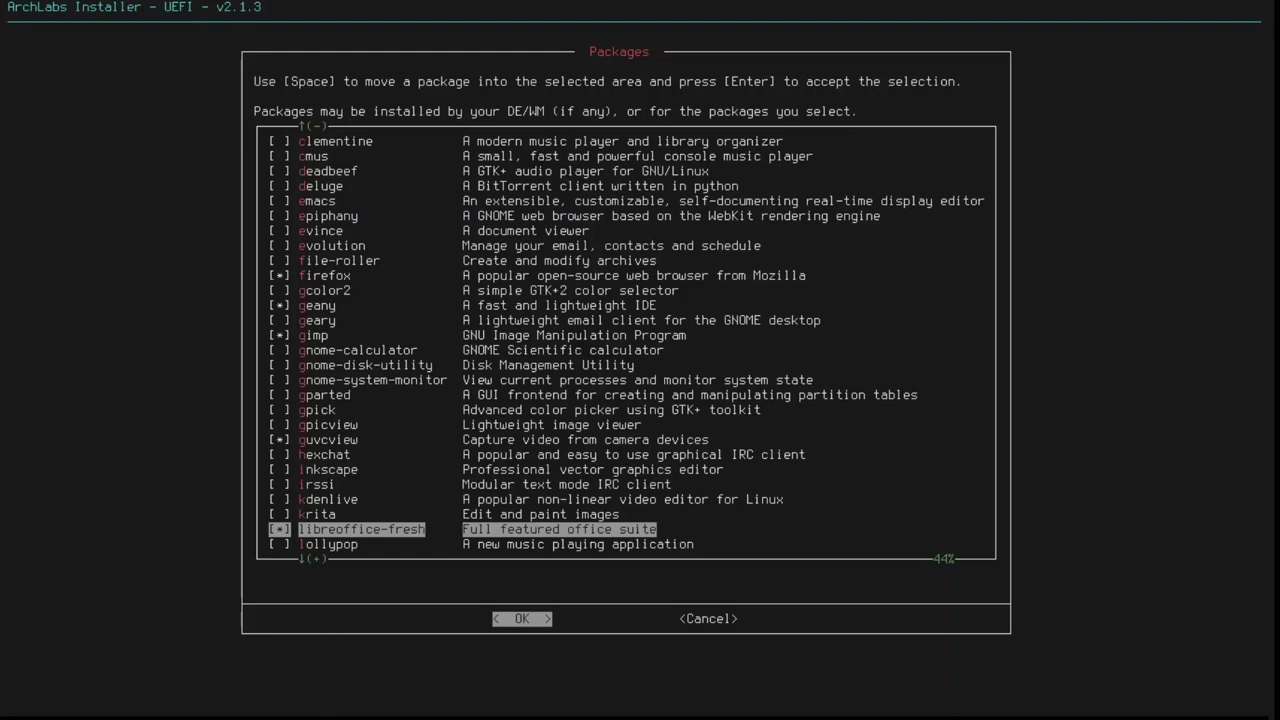 ArchLabs Installer - UEFI - v2.1.3
Packages
Use [Space] to move a package into the selected area and press [Enter] to accept the selection.
Packages may be installed by your DE/WM (if any), or for the packages you select.
↑(-)
[ ] clementine A modern music player and library organizer
[ ] cmus A small, fast and powerful console music player
[ ] deadbeef A GTK+ audio player for GNU/Linux
[ ] deluge A BitTorrent client written in python
[ ] emacs An extensible, customizable, self-documenting real-time display editor
[ ] epiphany A GNOME web browser based on the WebKit rendering engine
[ ] evince A document viewer
[ ] evolution Manage your email, contacts and schedule
[ ] file-roller Create and modify archives
[*] firefox A popular open-source web browser from Mozilla
[ ] gcolor2 A simple GTK+2 color selector
[*] geany A fast and lightweight IDE
[ ] geary A lightweight email client for the GNOME desktop
[*] gimp GNU Image Manipulation Program
[ ] gnome-calculator GNOME Scientific calculator
[ ] gnome-disk-utility Disk Management Utility
[ ] gnome-system-monitor View current processes and monitor system state
[ ] gparted A GUI frontend for creating and manipulating partition tables
[ ] gpick Advanced color picker using GTK+ toolkit
[ ] gpicview Lightweight image viewer
[*] guvcview Capture video from camera devices
[ ] hexchat A popular and easy to use graphical IRC client
[ ] inkscape Professional vector graphics editor
[ ] irssi Modular text mode IRC client
[ ] kdenlive A popular non-linear video editor for Linux
[ ] krita Edit and paint images
[*] libreoffice-fresh Full featured office suite
[ ] lollypop A new music playing application
↓(+) 44%
< OK > <Cancel>